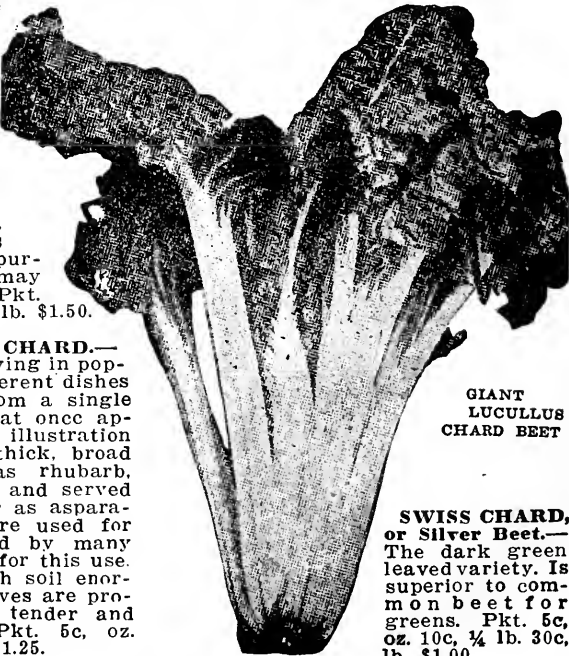 pur-
may
Pkt.
lb. $1.50.
CHARD.—
ing in pop-
erent dishes
om a single
at once ap-
illustration
thick, broad
as rhubarb,
and served
as aspara-
re used for
d by many
for this use.
h soil enor-
ves are pro-
tender and
Pkt. 5c, oz.
1.25.
GIANT
LUCULLUS
CHARD BEET
SWISS CHARD,
or Silver Beet.—
The dark green
leaved variety. Is
superior to com-
mon beet for
greens. Pkt. 5c,
oz. 10c, ¼ lb. 30c,
lb. $1.00